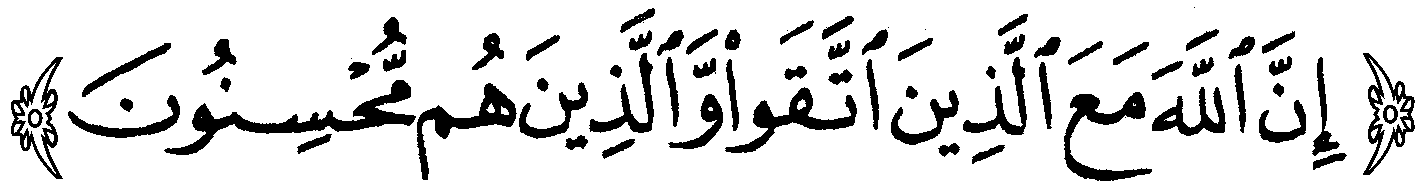 ﴿إِنَّ ٱللَّهَ مَعَ ٱلَّذِينَ ٱتَّقَوا۟ وَّٱلَّذِينَ هُم مُّحْسِنُونَ﴾